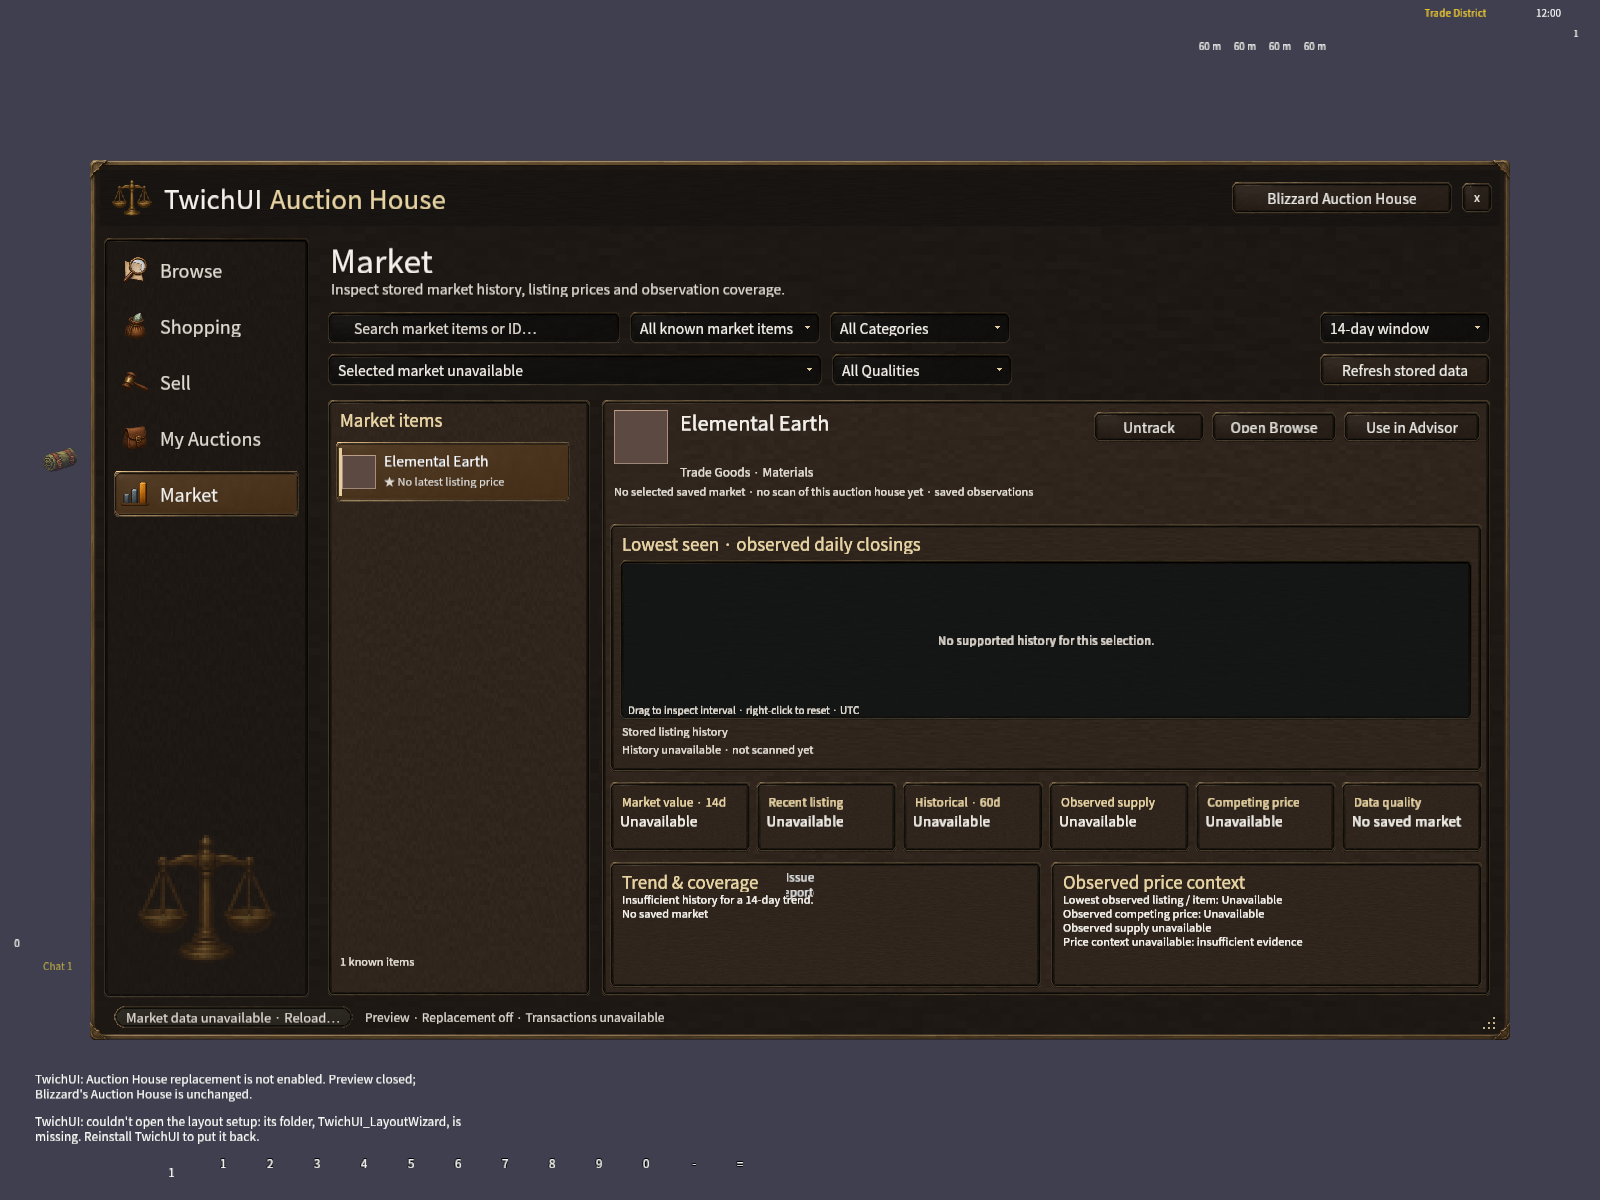 Trade District
12:00
1
60 m 60 m 60 m 60 m
TwichUI Auction House
Blizzard Auction House
x
Browse
Shopping
Sell
My Auctions
Market
Market
Inspect stored market history, listing prices and observation coverage.
Search market items or ID...
All known market items
All Categories
14-day window
Selected market unavailable
All Qualities
Refresh stored data
Market items
Elemental Earth
★ No latest listing price
1 known items
Elemental Earth
Untrack
Open Browse
Use in Advisor
Trade Goods · Materials
No selected saved market · no scan of this auction house yet · saved observations
Lowest seen · observed daily closings
No supported history for this selection.
Drag to inspect interval · right-click to reset · UTC
Stored listing history
History unavailable · not scanned yet
Market value · 14d
Unavailable
Recent listing
Unavailable
Historical · 60d
Unavailable
Observed supply
Unavailable
Competing price
Unavailable
Data quality
No saved market
Trend & coverage
Issue
Insufficient history for a 14-day trend.
No saved market
Observed price context
Lowest observed listing / item: Unavailable
Observed competing price: Unavailable
Observed supply unavailable
Price context unavailable: insufficient evidence
0
Chat 1
Market data unavailable · Reload...
Preview · Replacement off · Transactions unavailable
TwichUI: Auction House replacement is not enabled. Preview closed;
Blizzard's Auction House is unchanged.
TwichUI: couldn't open the layout setup: its folder, TwichUI_LayoutWizard, is
missing. Reinstall TwichUI to put it back.
1
1 2 3 4 5 6 7 8 9 0 - =